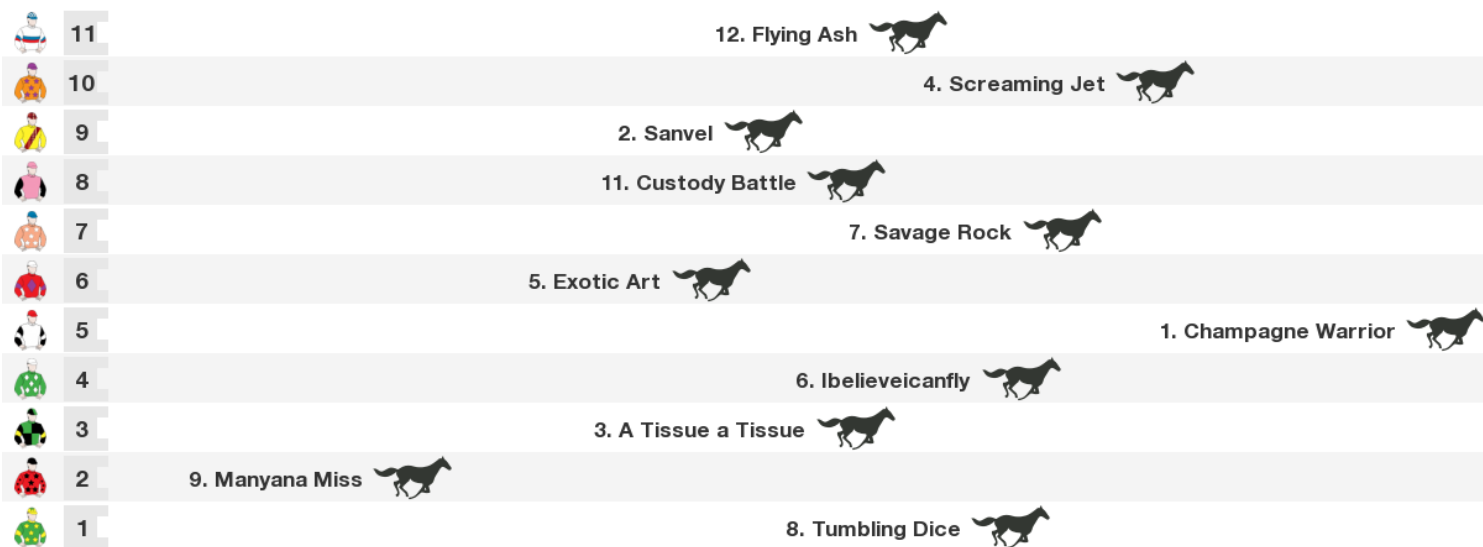 11 12. Flying Ash
10 4. Screaming Jet
9 2. Sanvel
8 11. Custody Battle
7 7. Savage Rock
6 5. Exotic Art
5 1. Champagne Warrior
4 6. Ibelieveicanfly
3 3. A Tissue a Tissue
2 9. Manyana Miss
1 8. Tumbling Dice